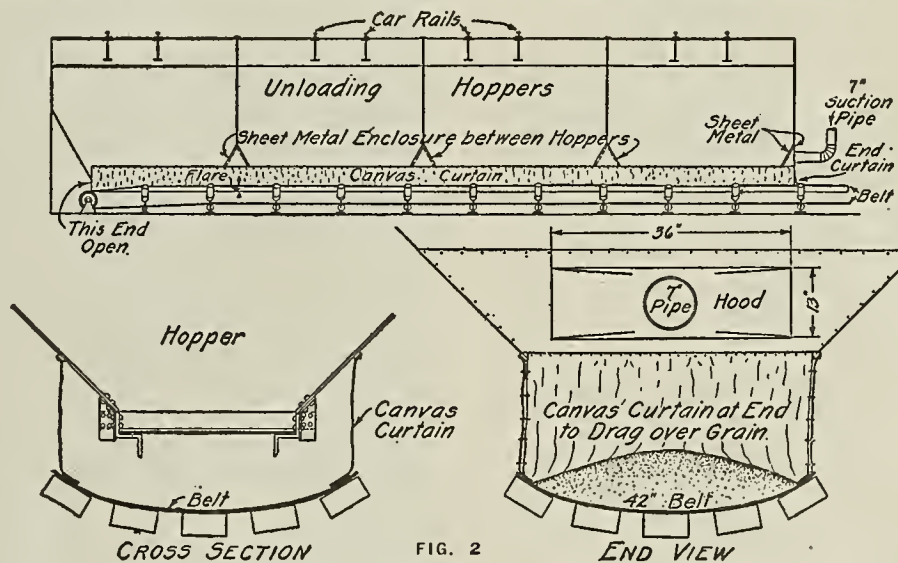 Car Rails
Unloading Hoppers
7"
Suction
Pipe
Sheet Metal Enclosure between Hoppers
Sheet
Metal
End
Curtain
Flare
Canvas Curtain
Belt
This End
Open.
36"
7"
Pipe
Hood
13"
Hopper
Canvas
Curtain
Canvas Curtain at End
to Drag over Grain.
Belt
42" Belt
CROSS SECTION
FIG. 2
END VIEW